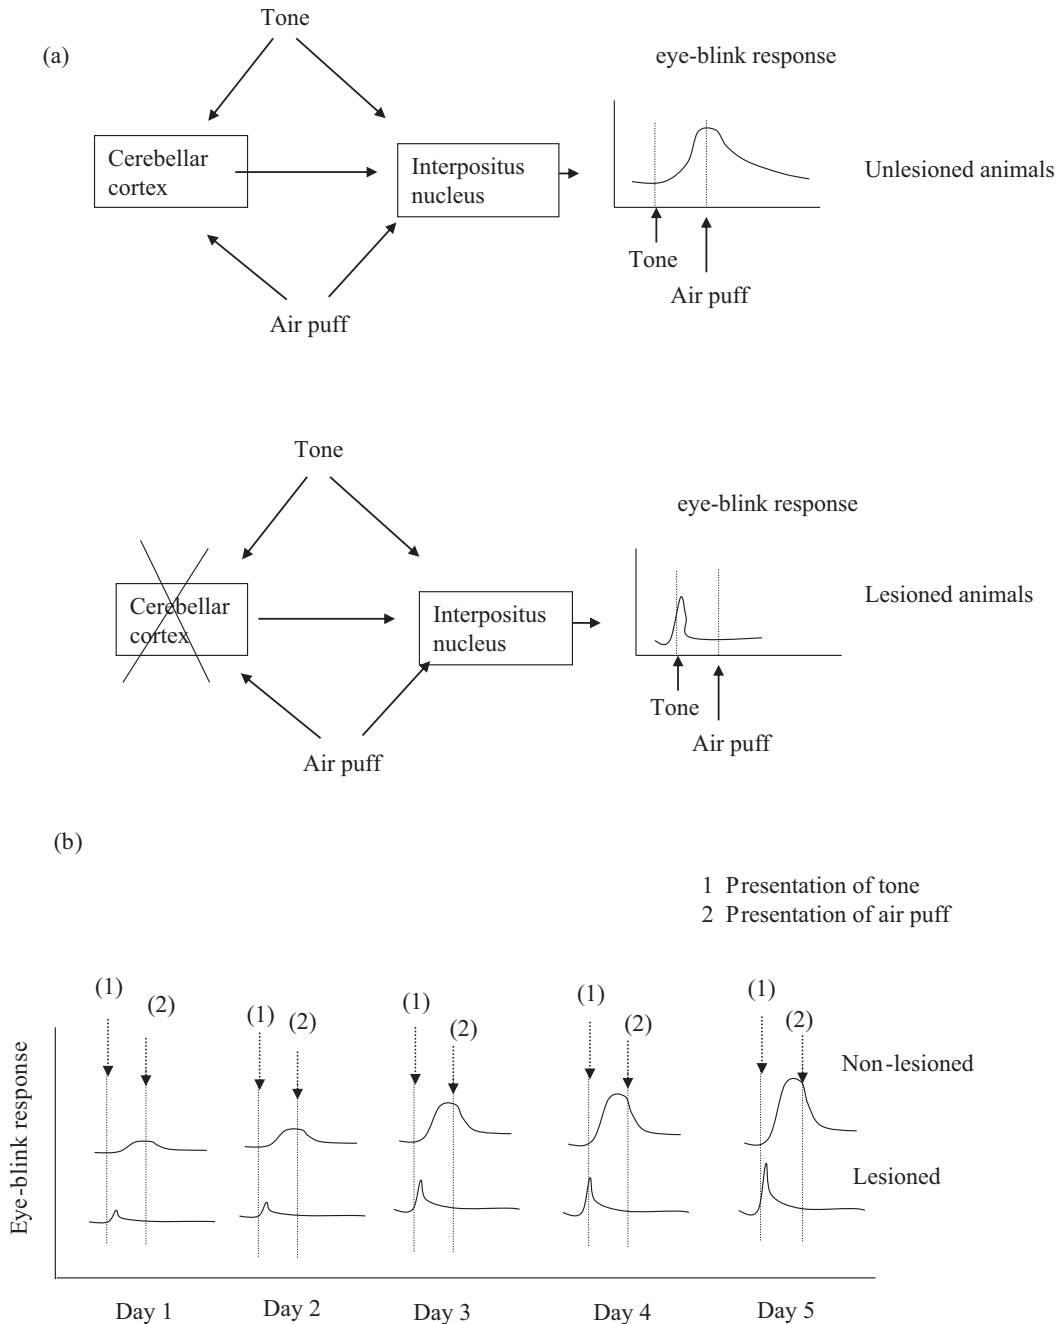 (a)
Tone
eye-blink response
Cerebellar
cortex
Interpositus
nucleus
Unlesioned animals
Tone
Air puff
Air puff
Tone
eye-blink response
Cerebellar
cortex
Interpositus
nucleus
Lesioned animals
Tone
Air puff
Air puff
(b)
1 Presentation of tone
2 Presentation of air puff
(1) (2) (1) (2) (1) (2) (1) (2) (1) (2)
Non-lesioned
Lesioned
Eye-blink response
Day 1 Day 2 Day 3 Day 4 Day 5